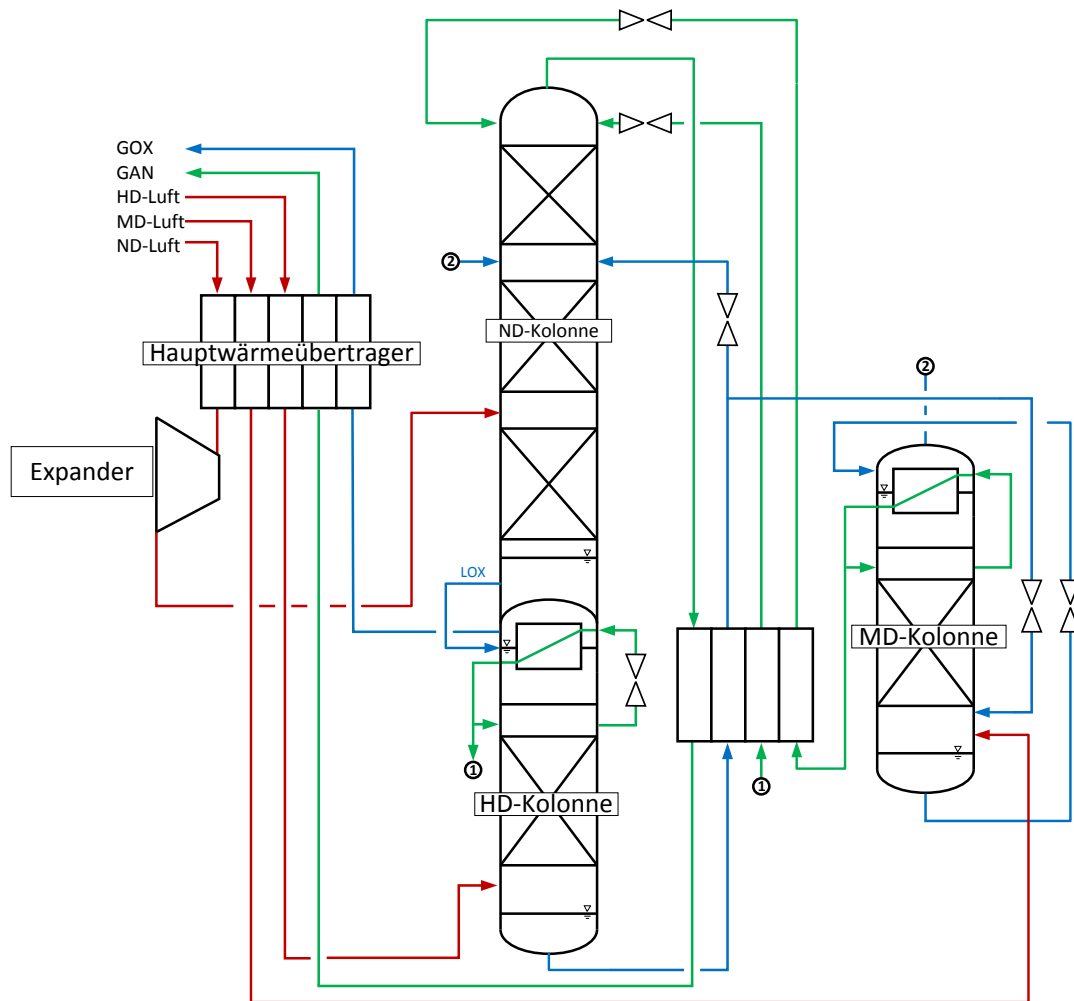 GOX
GAN
HD-Luft
MD-Luft
ND-Luft
2
ND-Kolonne
Hauptwärmeübertrager
2
Expander
LOX
MD-Kolonne
1
1
HD-Kolonne